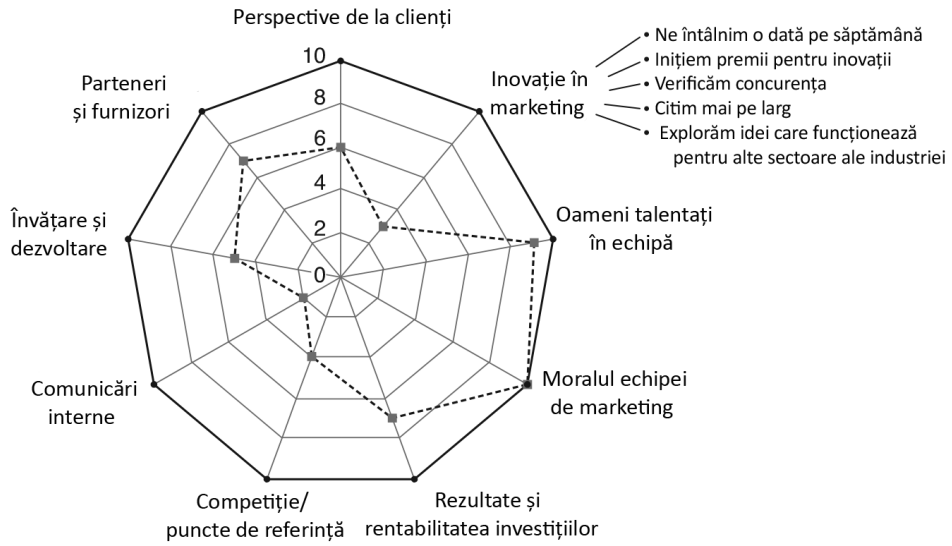 Perspective de la clienți
10
8
6
4
2
0
Inovație în
marketing
• Ne întâlnim o dată pe săptămână
• Inițiem premii pentru inovații
• Verificăm concurența
• Citim mai pe larg
• Explorăm idei care funcționează
pentru alte sectoare ale industriei
Oameni talentați
în echipă
Moralul echipei
de marketing
Rezultate și
rentabilitatea investițiilor
Competiție/
puncte de referință
Comunicări
interne
Învățare și
dezvoltare
Parteneri
și furnizori